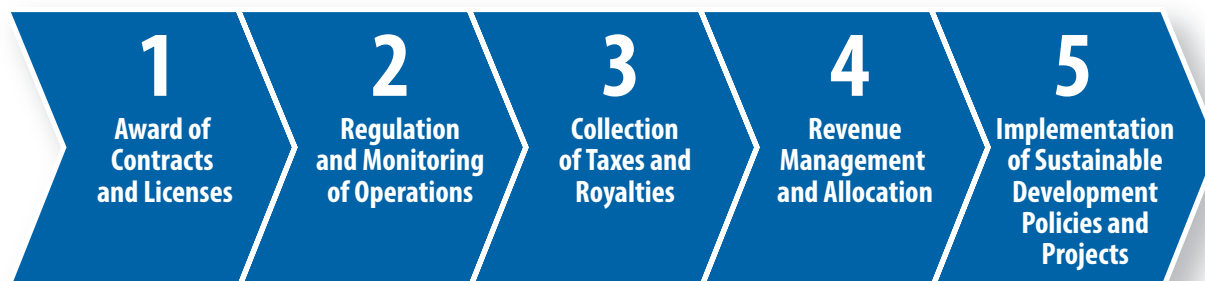 1
Award of
Contracts
and Licenses
2
Regulation
and Monitoring
of Operations
3
Collection
of Taxes and
Royalties
4
Revenue
Management
and Allocation
5
Implementation
of Sustainable
Development
Policies and
Projects